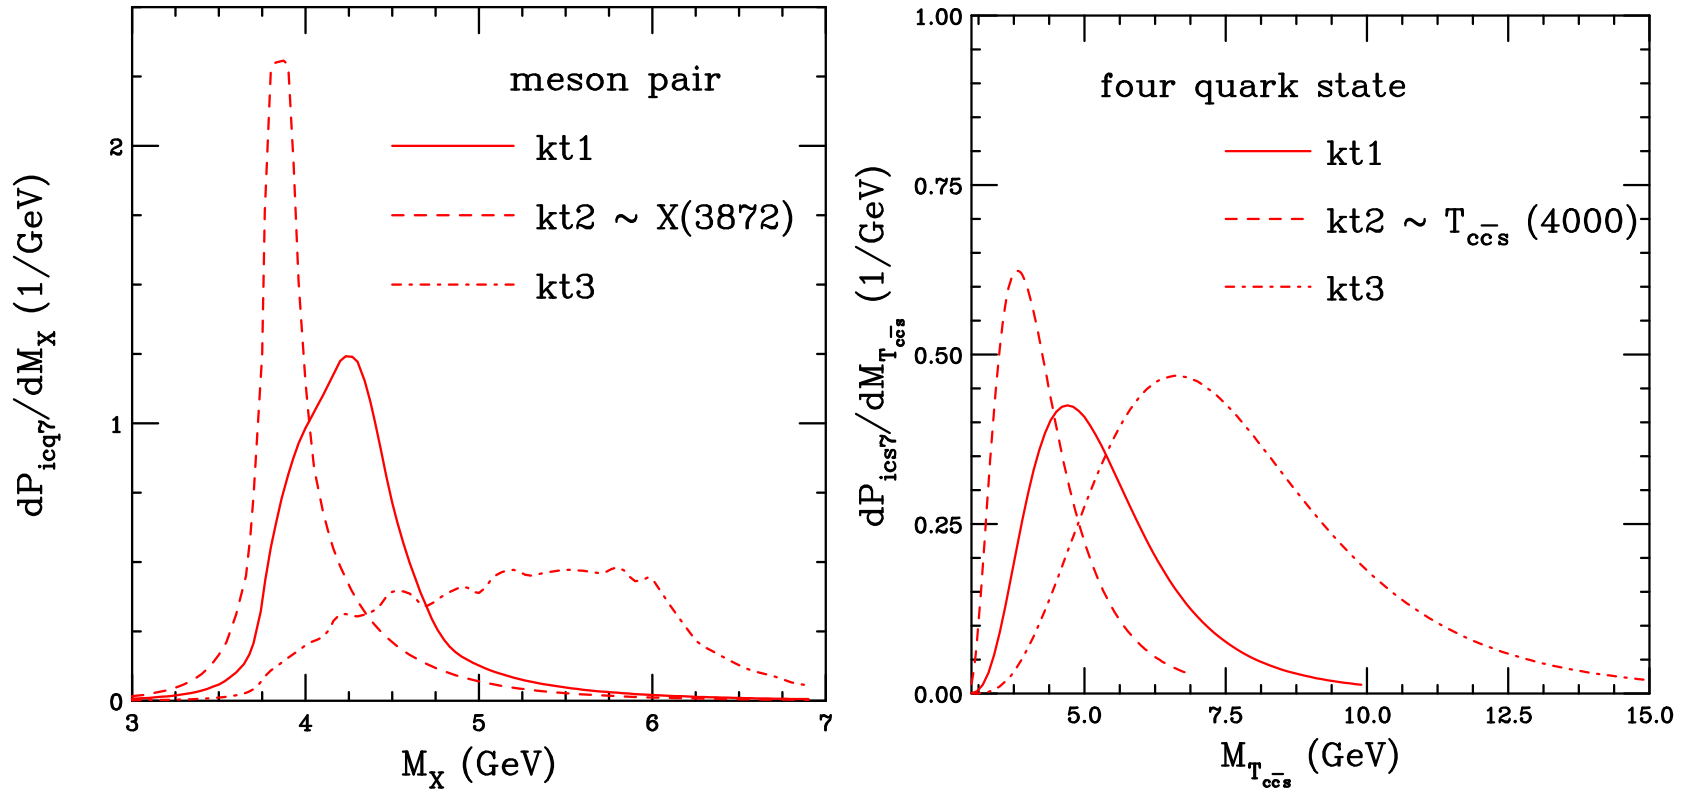 meson pair
kt1
kt2 ~ X(3872)
kt3
dP_icq7/dM_X (1/GeV)
2
1
0
3 4 5 6 7
M_X (GeV)
four quark state
kt1
kt2 ~ T_cc̄s (4000)
kt3
dP_ics7/dM_T_cc̄s (1/GeV)
1.00
0.75
0.50
0.25
0.00
5.0 7.5 10.0 12.5 15.0
M_T_cc̄s (GeV)